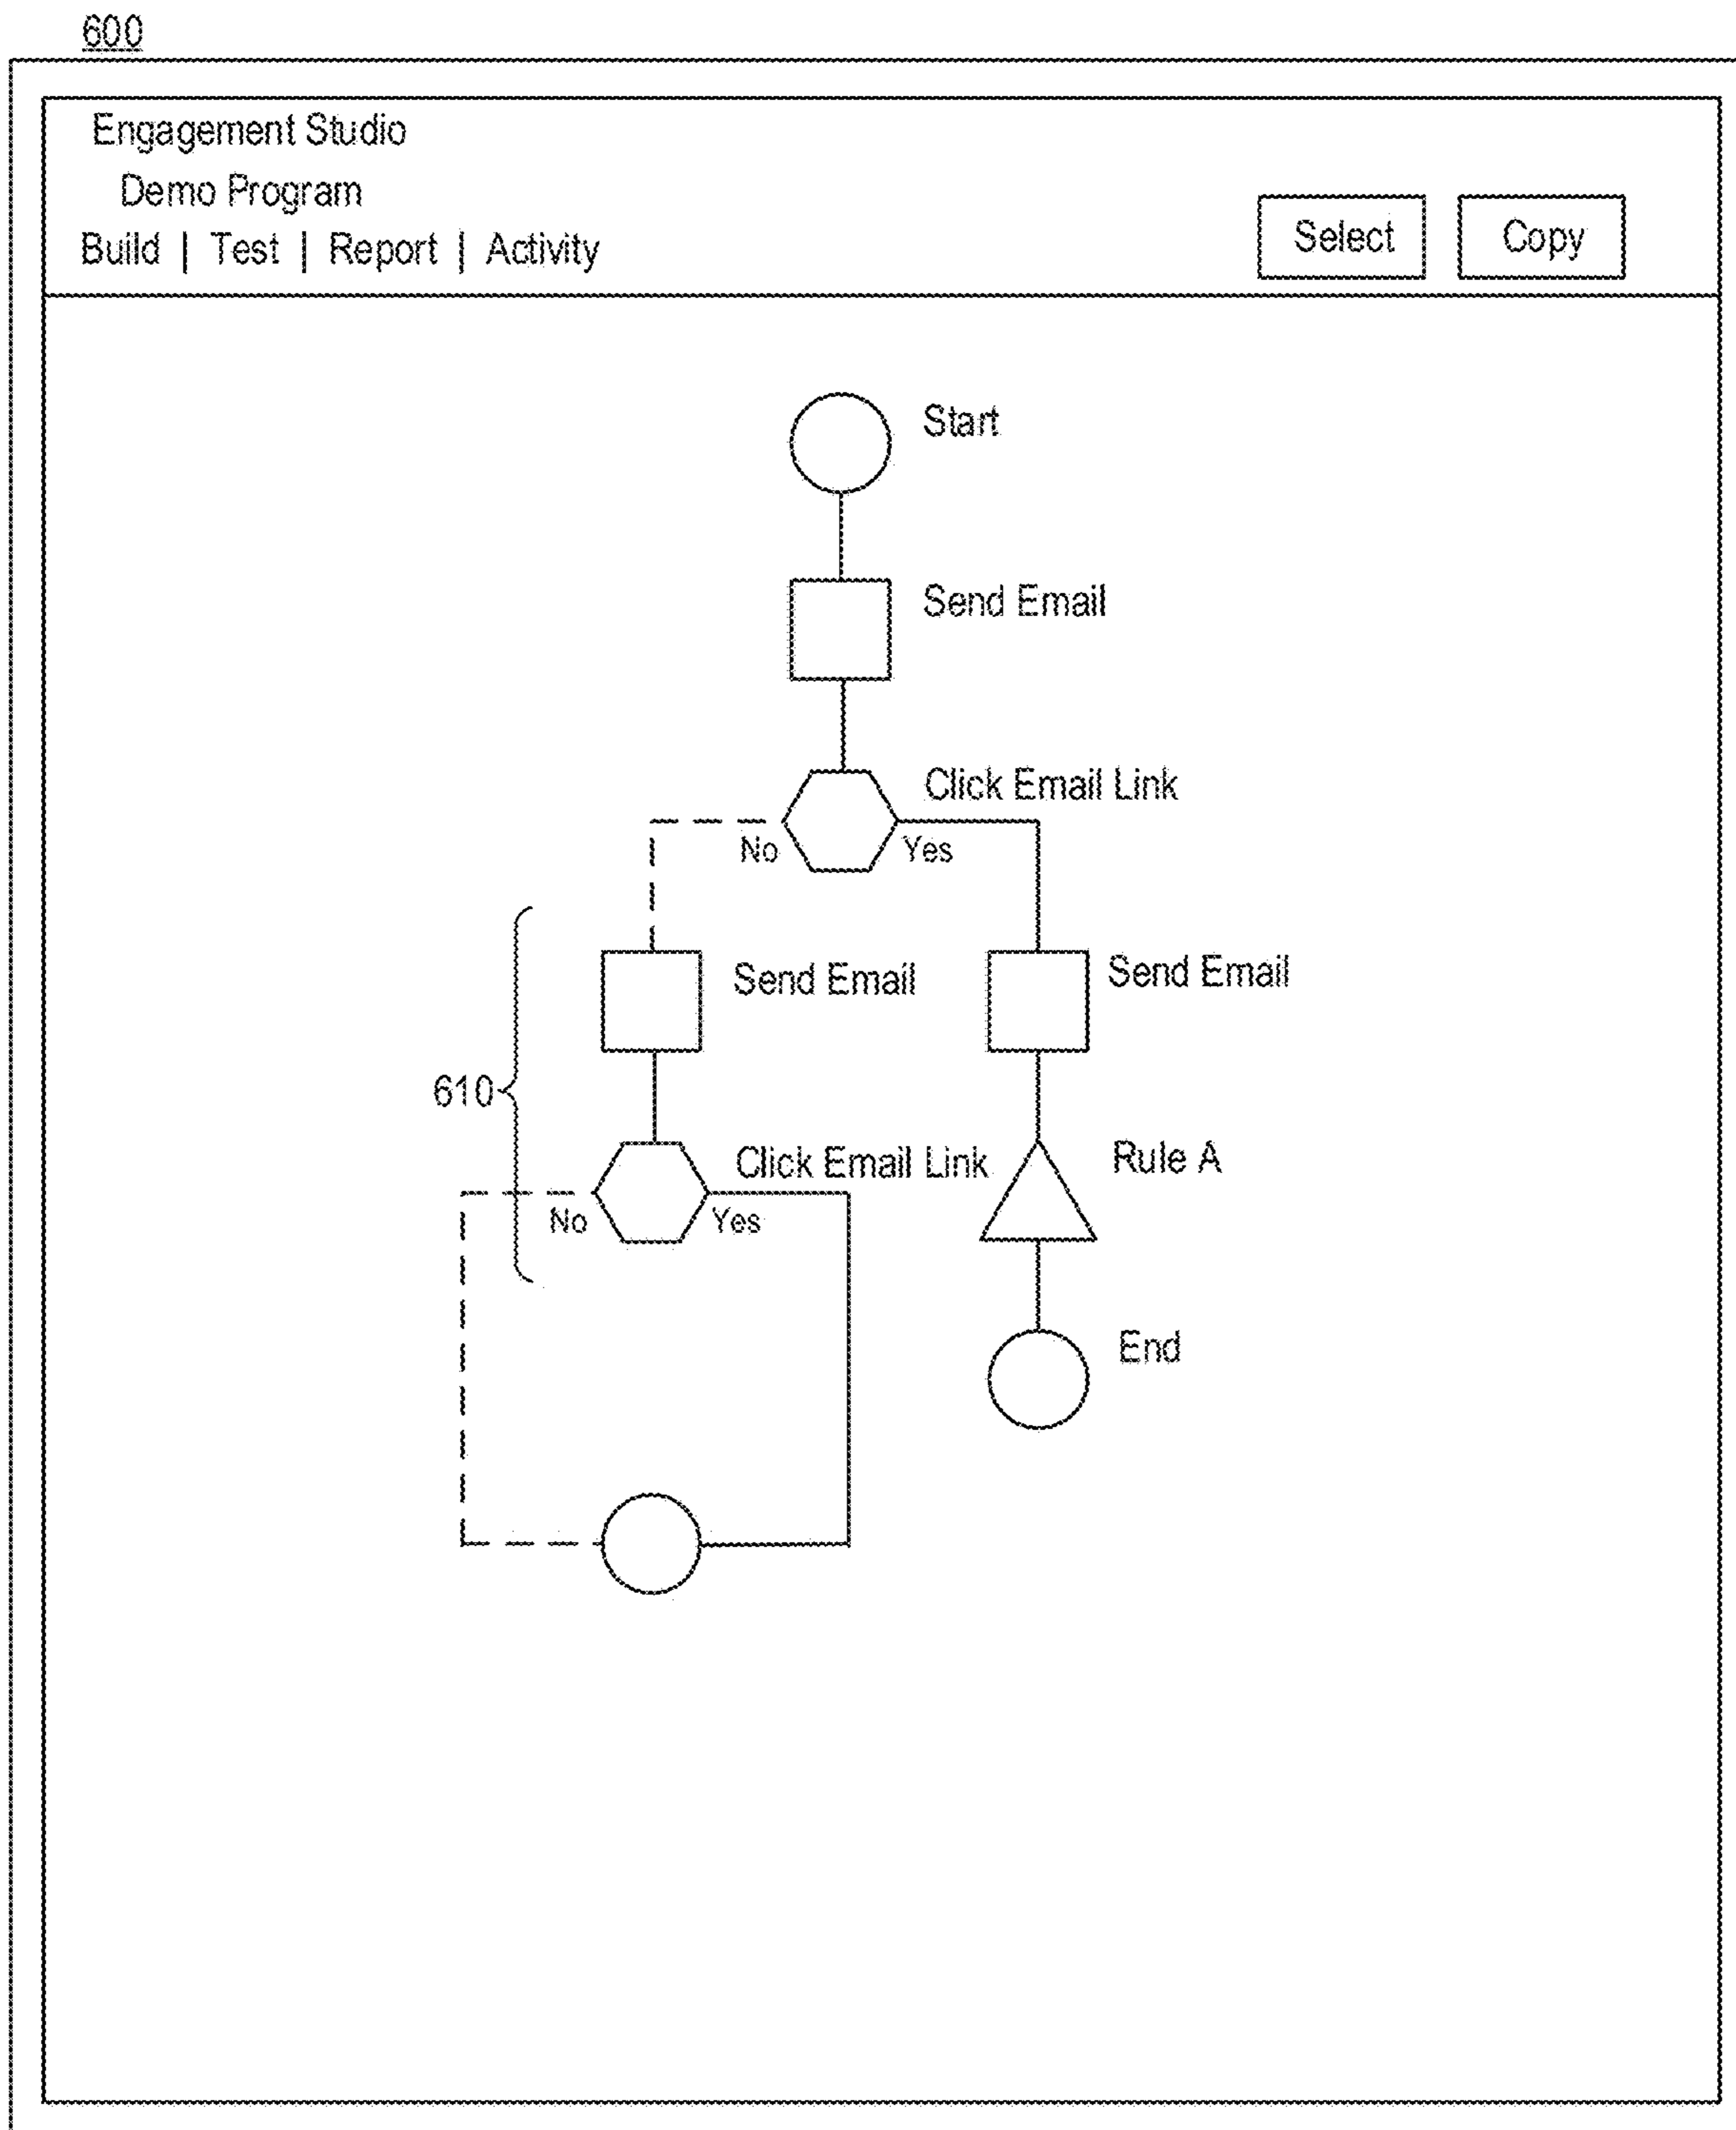 600
Engagement Studio
Demo Program
Build | Test | Report | Activity
Select
Copy
Start
Send Email
Click Email Link
No
Yes
Send Email
Send Email
610
Click Email Link
Rule A
No
Yes
End